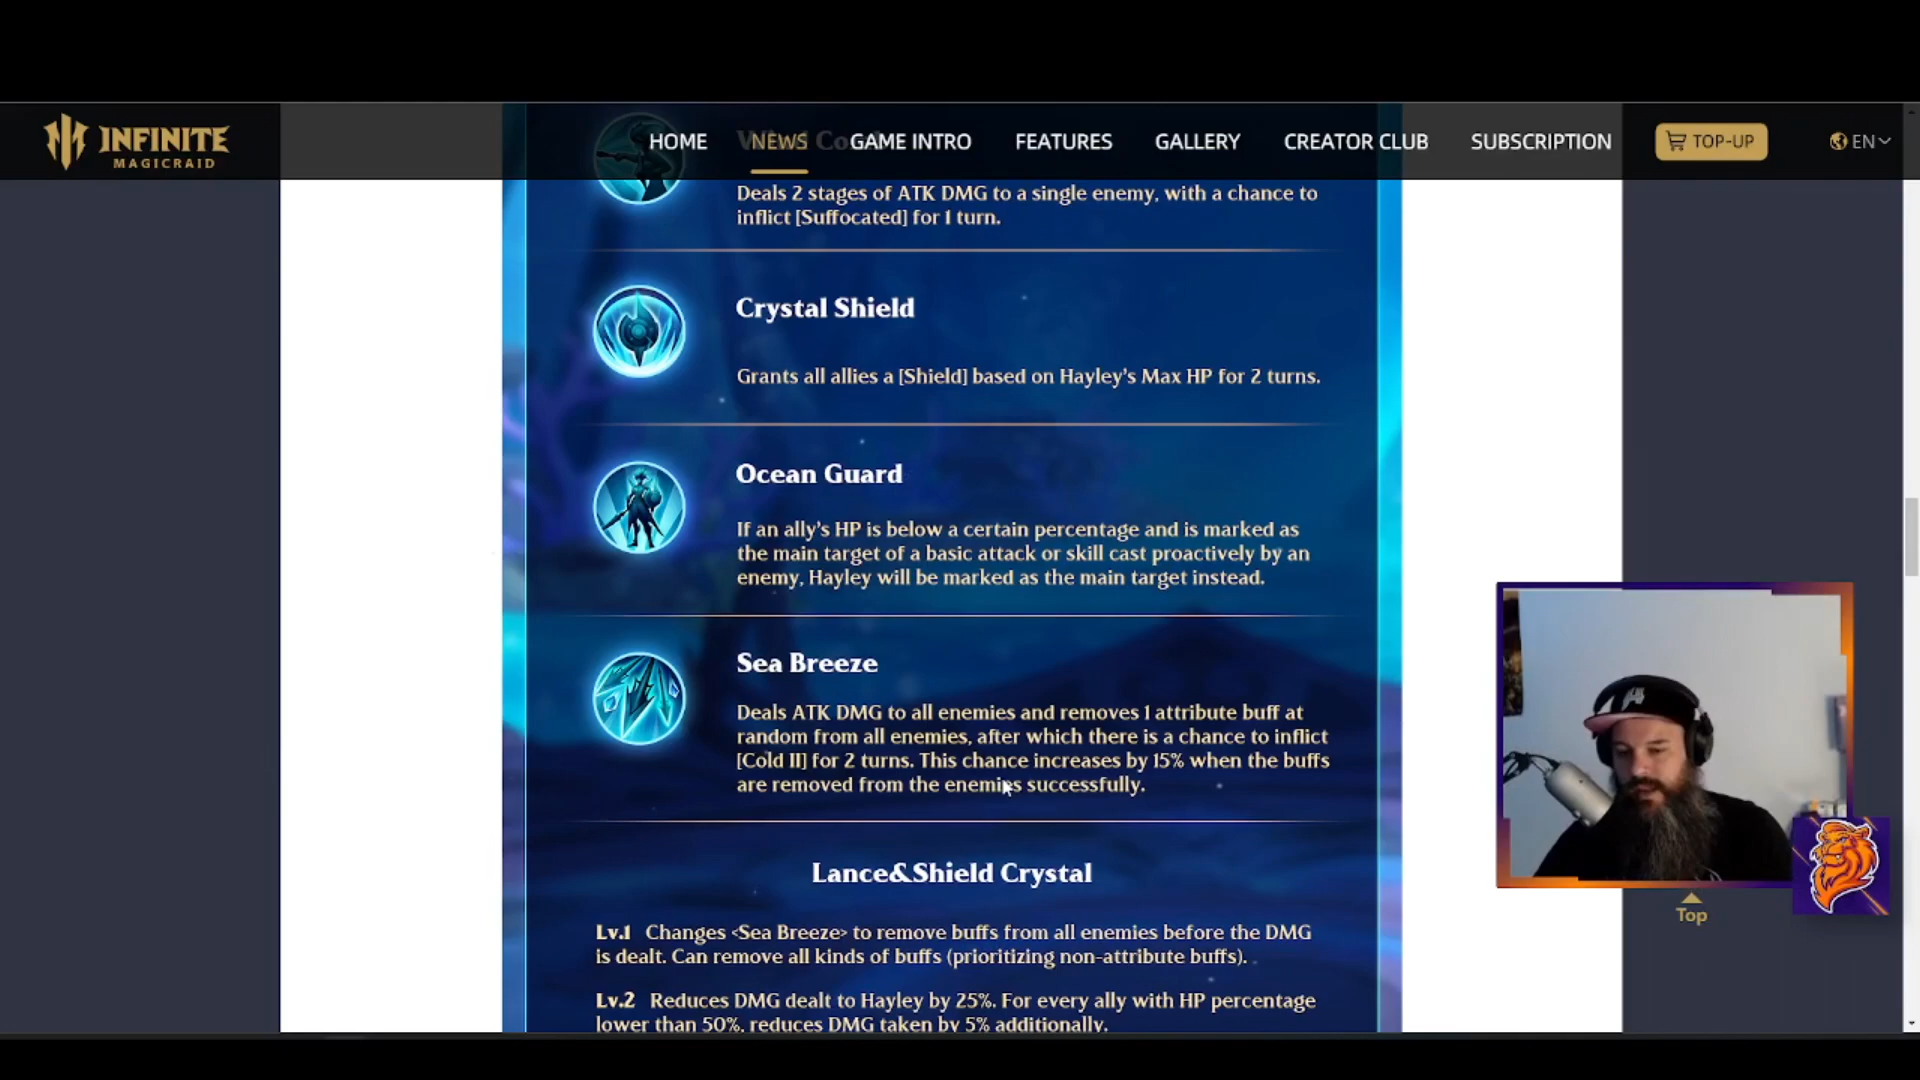 INFINITE
MAGICRAID
HOME
NEWS
GAME INTRO
FEATURES
GALLERY
CREATOR CLUB
SUBSCRIPTION
TOP-UP
EN
Deals 2 stages of ATK DMG to a single enemy, with a chance to
inflict [Suffocated] for 1 turn.
Crystal Shield
Grants all allies a [Shield] based on Hayley's Max HP for 2 turns.
Ocean Guard
If an ally's HP is below a certain percentage and is marked as
the main target of a basic attack or skill cast proactively by an
enemy, Hayley will be marked as the main target instead.
Sea Breeze
Deals ATK DMG to all enemies and removes 1 attribute buff at
random from all enemies, after which there is a chance to inflict
[Cold II] for 2 turns. This chance increases by 15% when the buffs
are removed from the enemies successfully.
Lance&Shield Crystal
Lv.1 Changes <Sea Breeze> to remove buffs from all enemies before the DMG
is dealt. Can remove all kinds of buffs (prioritizing non-attribute buffs).
Lv.2 Reduces DMG dealt to Hayley by 25%. For every ally with HP percentage
lower than 50%, reduces DMG taken by 5% additionally.
Top